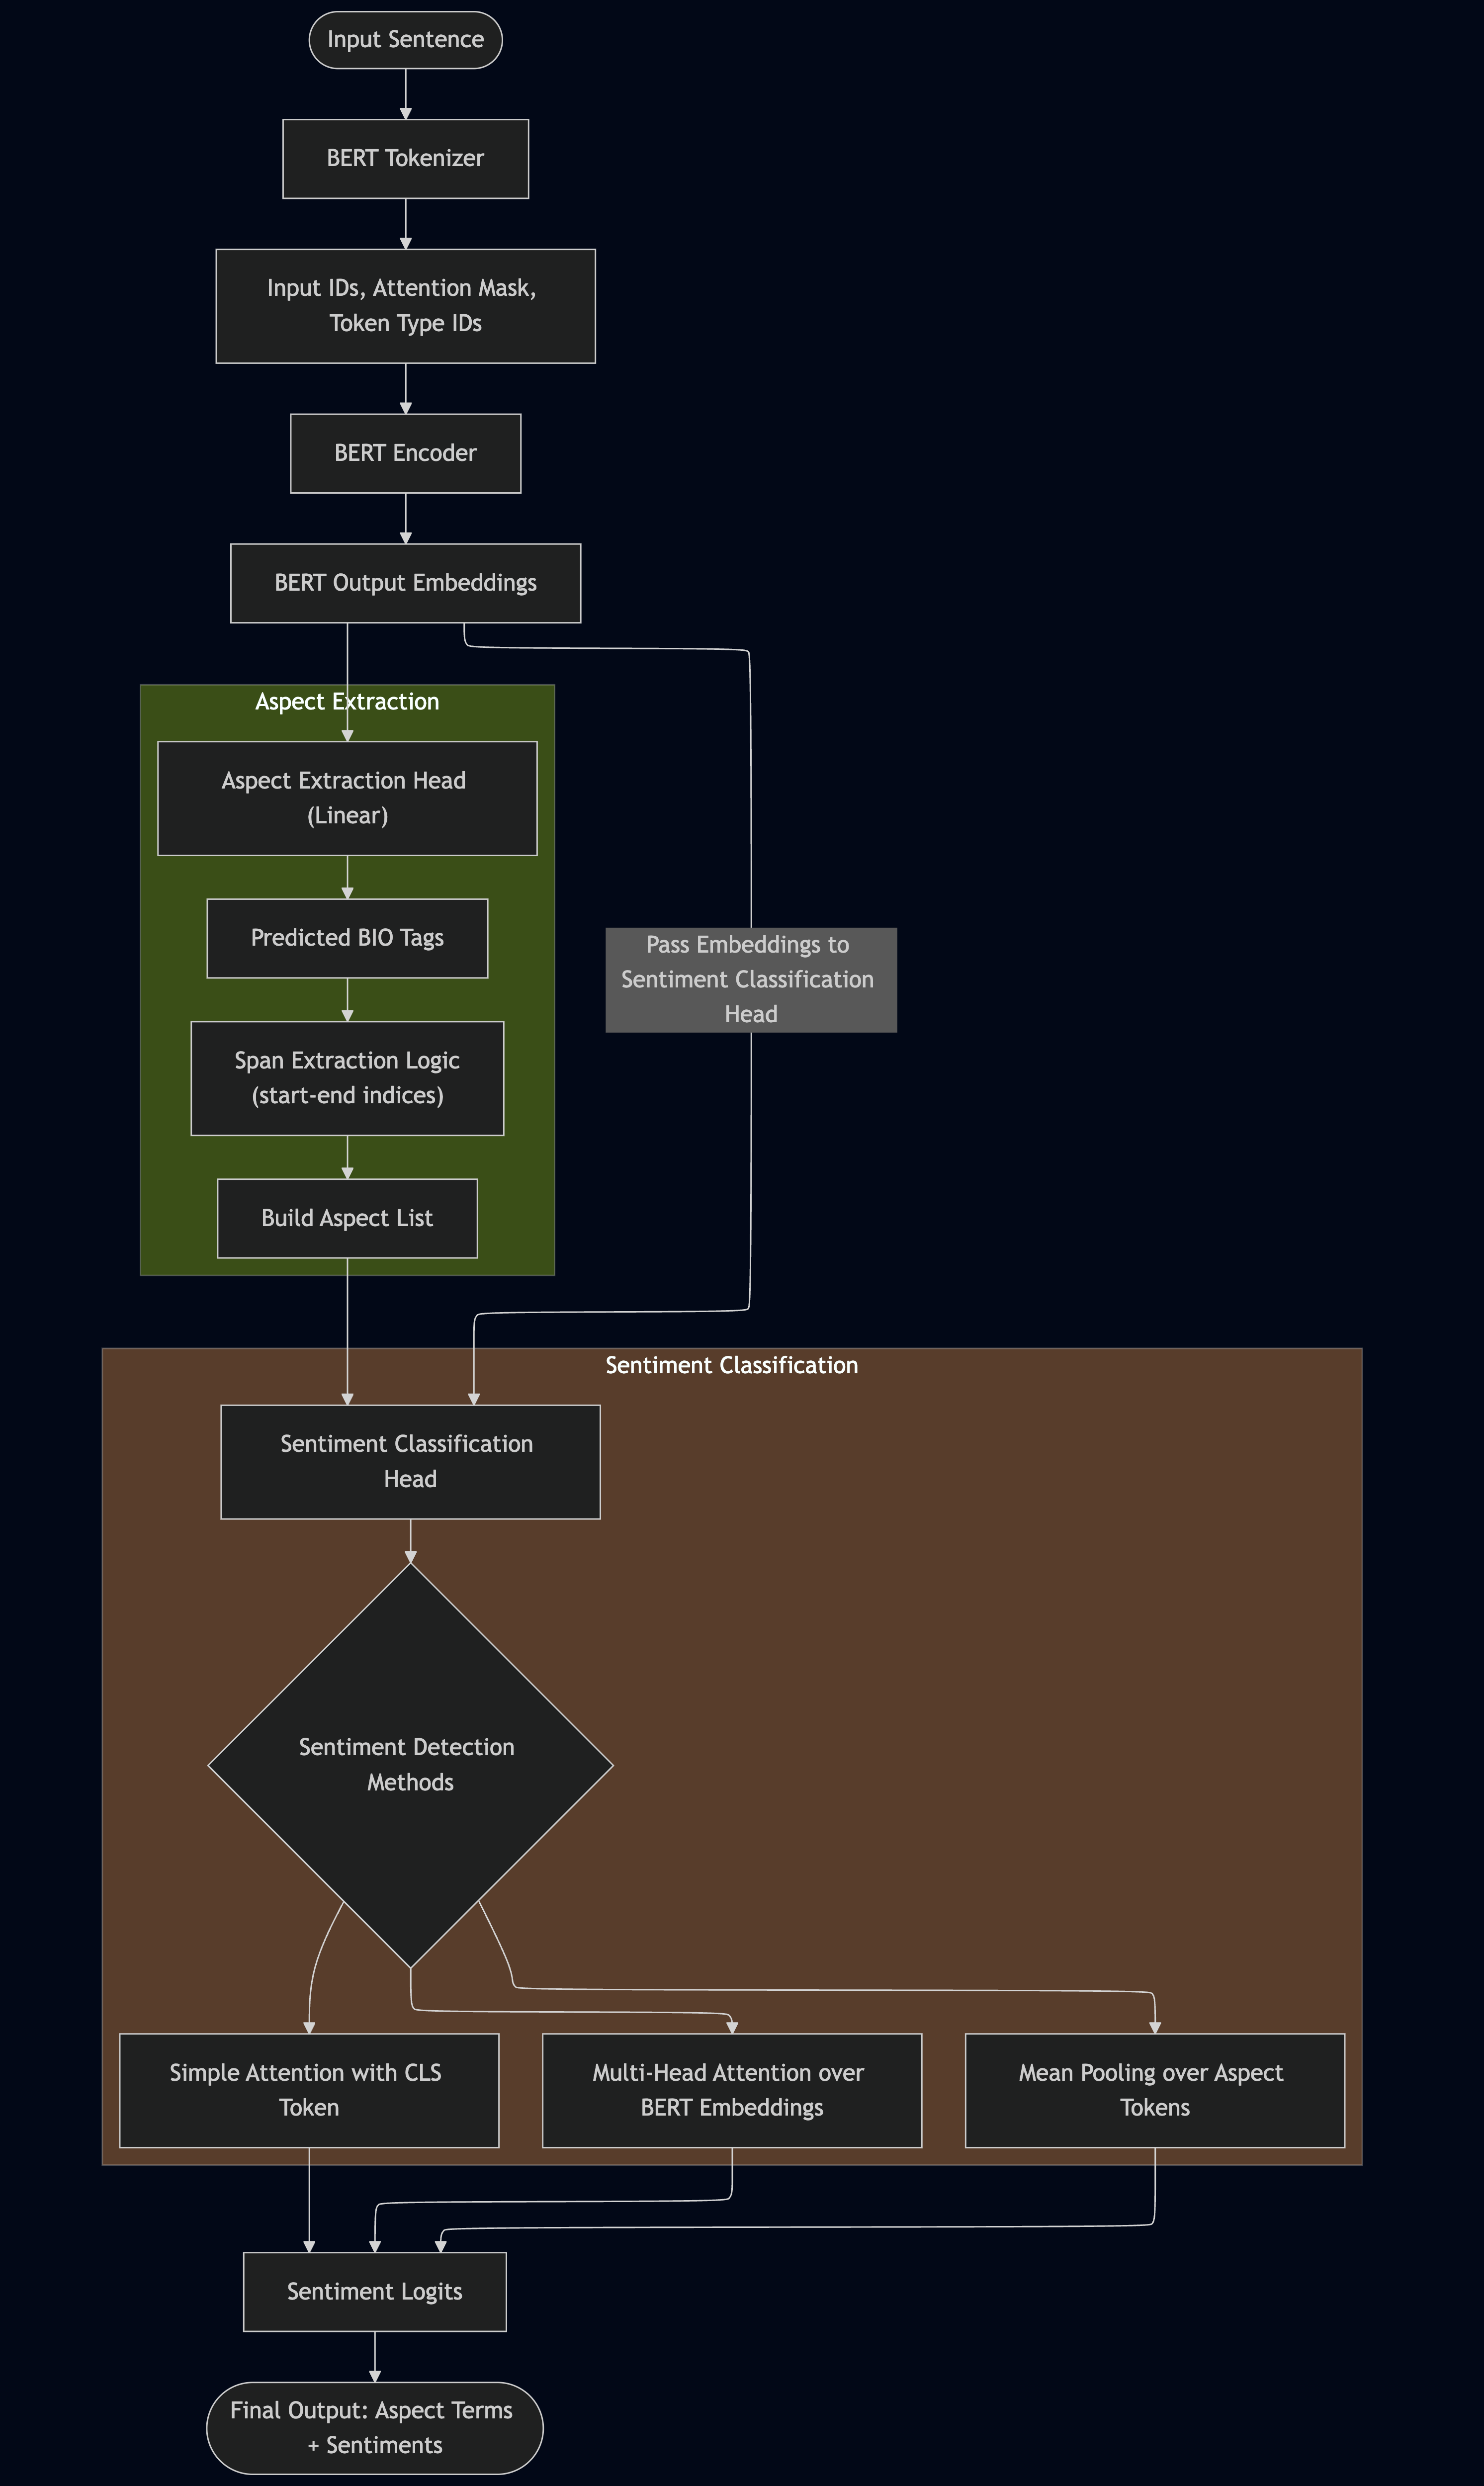 Input Sentence
BERT Tokenizer
Input IDs, Attention Mask,
Token Type IDs
BERT Encoder
BERT Output Embeddings
Aspect Extraction
Aspect Extraction Head
(Linear)
Predicted BIO Tags
Pass Embeddings to
Sentiment Classification
Head
Span Extraction Logic
(start-end indices)
Build Aspect List
Sentiment Classification
Sentiment Classification
Head
Sentiment Detection
Methods
Simple Attention with CLS
Token
Multi-Head Attention over
BERT Embeddings
Mean Pooling over Aspect
Tokens
Sentiment Logits
Final Output: Aspect Terms
+ Sentiments